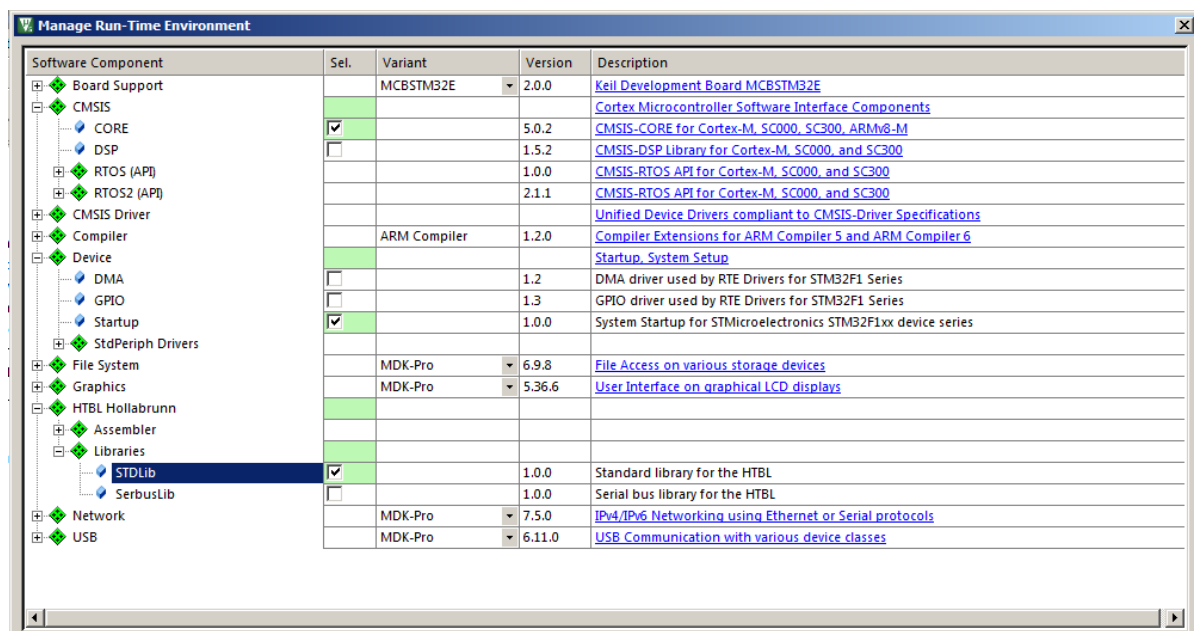 Manage Run-Time Environment
Software Component Sel. Variant Version Description
Board Support MCBSTM32E 2.0.0 Keil Development Board MCBSTM32E
CMSIS Cortex Microcontroller Software Interface Components
CORE 5.0.2 CMSIS-CORE for Cortex-M, SC000, SC300, ARMv8-M
DSP 1.5.2 CMSIS-DSP Library for Cortex-M, SC000, and SC300
RTOS (API) 1.0.0 CMSIS-RTOS API for Cortex-M, SC000, and SC300
RTOS2 (API) 2.1.1 CMSIS-RTOS API for Cortex-M, SC000, and SC300
CMSIS Driver Unified Device Drivers compliant to CMSIS-Driver Specifications
Compiler ARM Compiler 1.2.0 Compiler Extensions for ARM Compiler 5 and ARM Compiler 6
Device Startup, System Setup
DMA 1.2 DMA driver used by RTE Drivers for STM32F1 Series
GPIO 1.3 GPIO driver used by RTE Drivers for STM32F1 Series
Startup 1.0.0 System Startup for STMicroelectronics STM32F1xx device series
StdPeriph Drivers
File System MDK-Pro 6.9.8 File Access on various storage devices
Graphics MDK-Pro 5.36.6 User Interface on graphical LCD displays
HTBL Hollabrunn
Assembler
Libraries
STDLib 1.0.0 Standard library for the HTBL
SerbusLib 1.0.0 Serial bus library for the HTBL
Network MDK-Pro 7.5.0 IPv4/IPv6 Networking using Ethernet or Serial protocols
USB MDK-Pro 6.11.0 USB Communication with various device classes